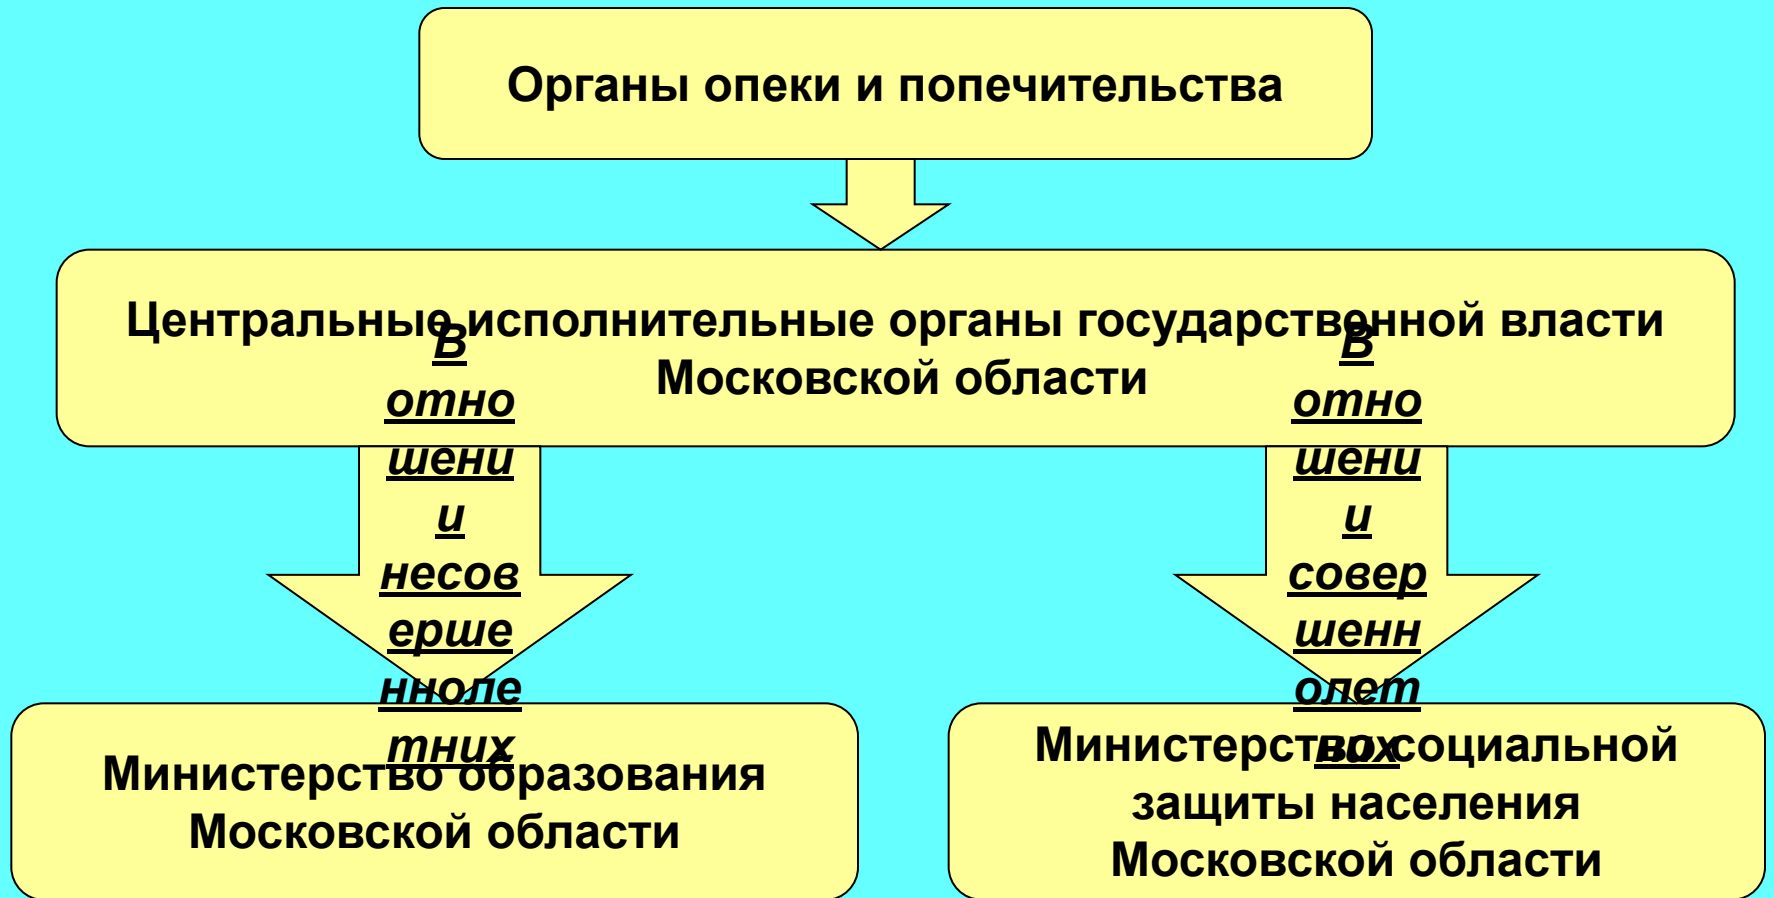 Органы опеки и попечительства
Центральные исполнительные органы государственной власти
Московской области
В
отно
шени
и
несов
ерше
нноле
тних
В
отно
шени
и
совер
шенн
олет
них
Министерство образования
Московской области
Министерство социальной
защиты населения
Московской области